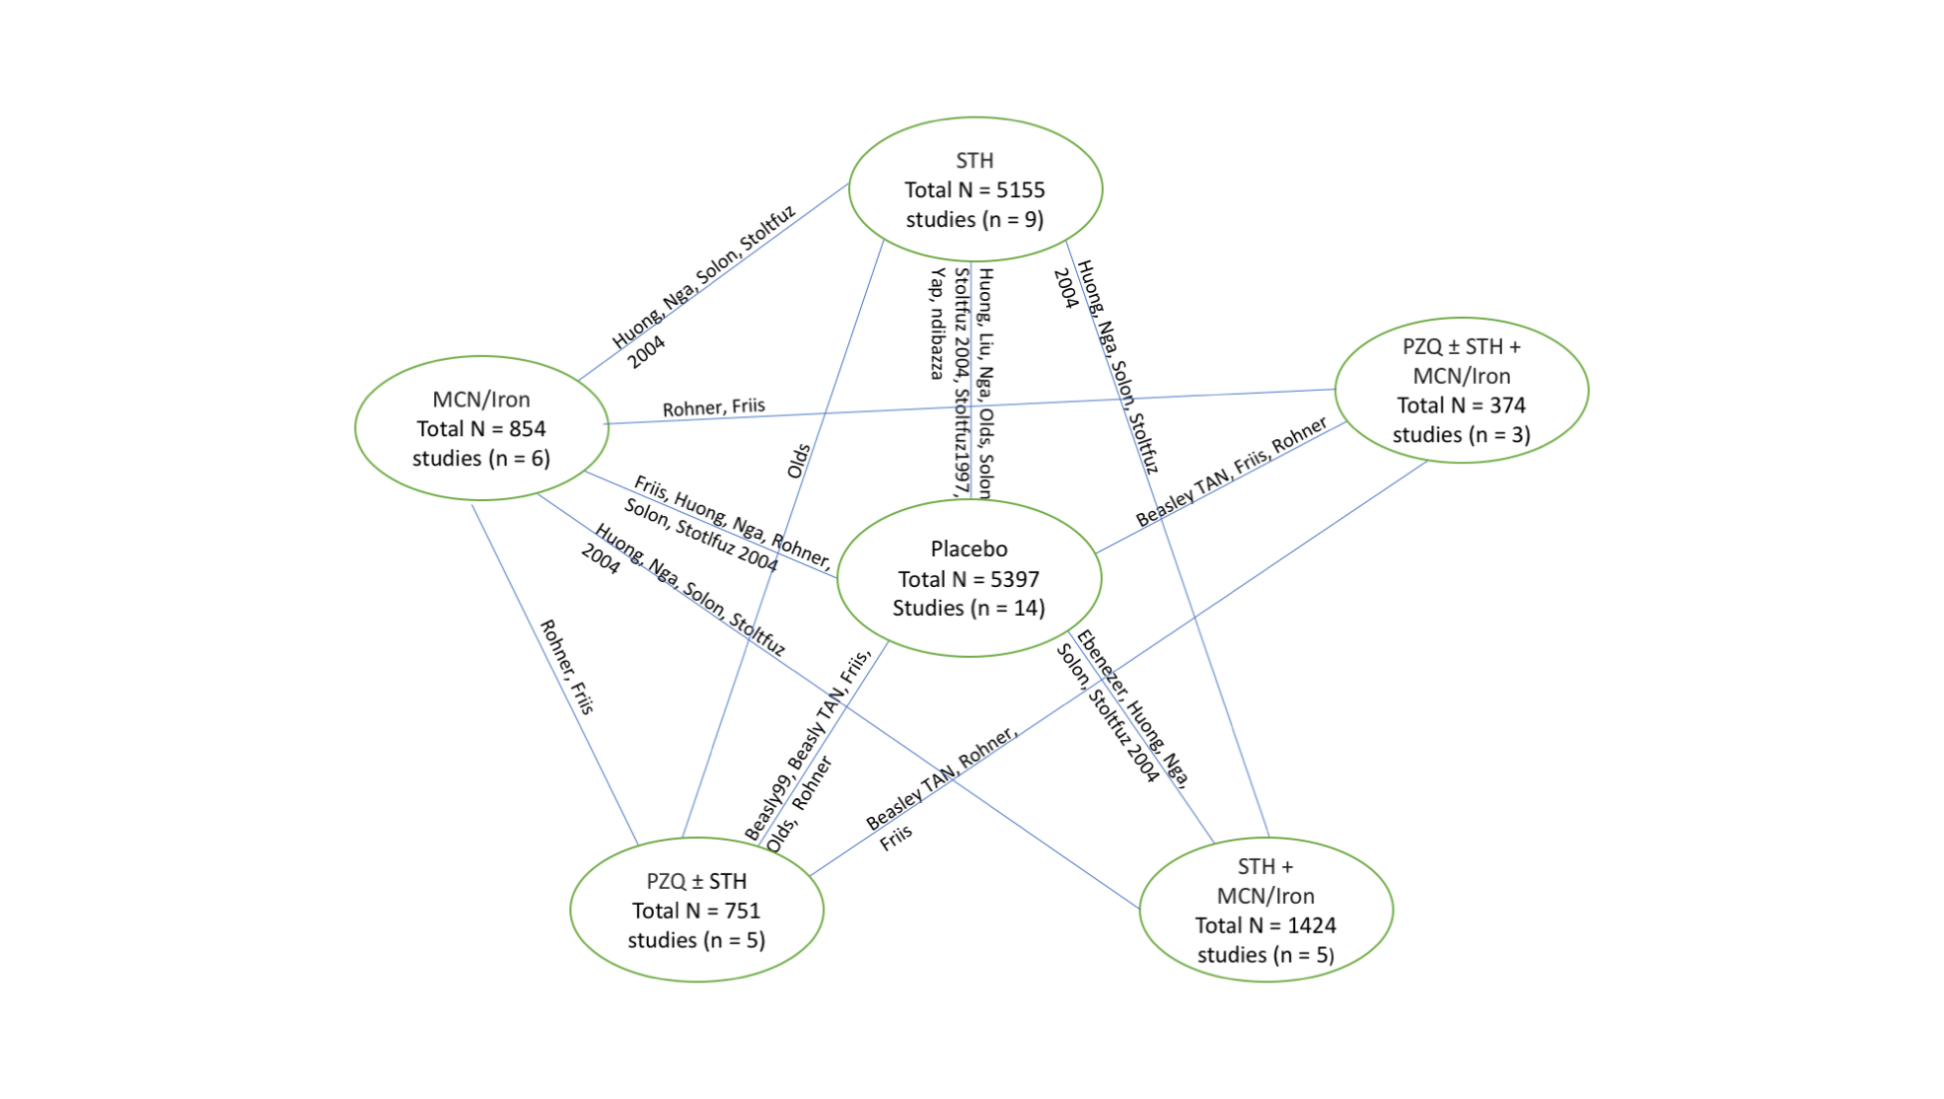 STH
Total N = 5155
studies (n = 9)
Huong, Nga, Solon, Stoltfuz
2004
Huong, Liu, Nga, Olds, Solon
Stoltfuz 2004, Stoltfuz1997,
Yap, ndibazza
Huong, Nga, Solon, Stoltfuz
2004
PZQ ± STH +
MCN/Iron
Total N = 374
studies (n = 3)
MCN/Iron
Total N = 854
studies (n = 6)
Rohner, Friis
Olds
Beasley TAN, Friis, Rohner
Friis, Huong, Nga, Rohner,
Solon, Stotlfuz 2004
Huong, Nga, Solon, Stoltfuz
2004
Placebo
Total N = 5397
Studies (n = 14)
Rohner, Friis
Beasly99, Beasly TAN, Friis,
Olds, Rohner
Beasley TAN, Rohner,
Friis
Ebenezer, Huong, Nga,
Solon, Stoltfuz 2004
PZQ ± STH
Total N = 751
studies (n = 5)
STH +
MCN/Iron
Total N = 1424
studies (n = 5)